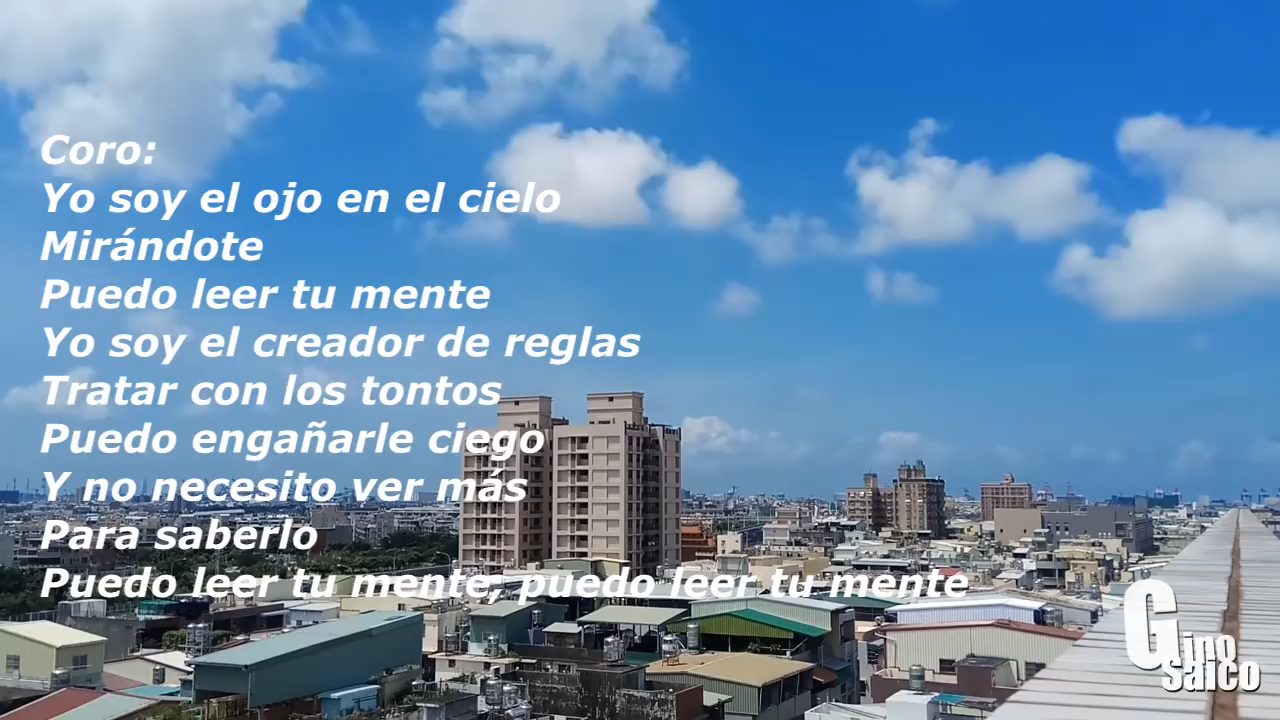 Coro:
Yo soy el ojo en el cielo
Mirándote
Puedo leer tu mente
Yo soy el creador de reglas
Tratar con los tontos
Puedo engañarle ciego
Y no necesito ver más
Para saberlo
Puedo leer tu mente, puedo leer tu mente
Gino
saico